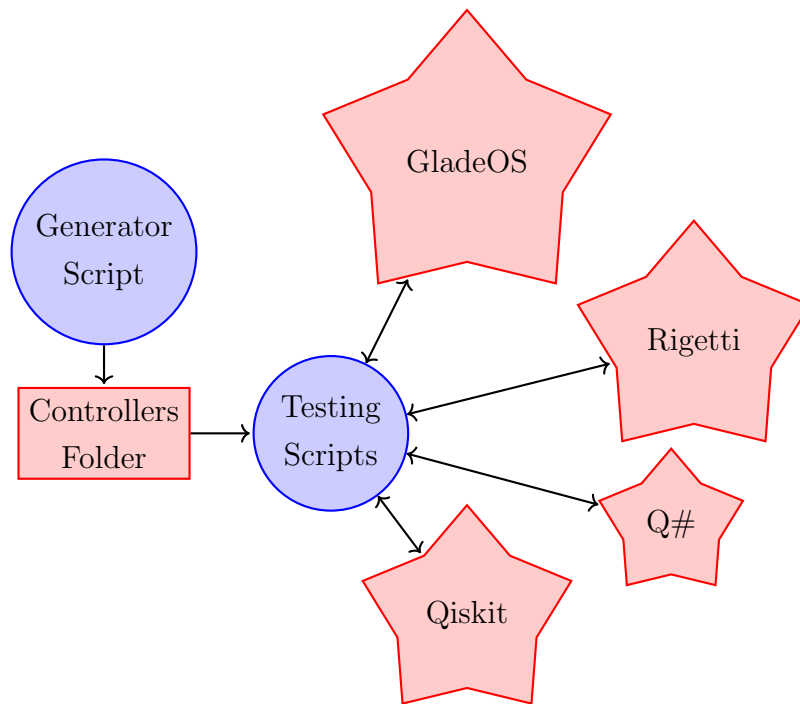 GladeOS
Generator
Script
Rigetti
Controllers
Folder
Testing
Scripts
Q#
Qiskit